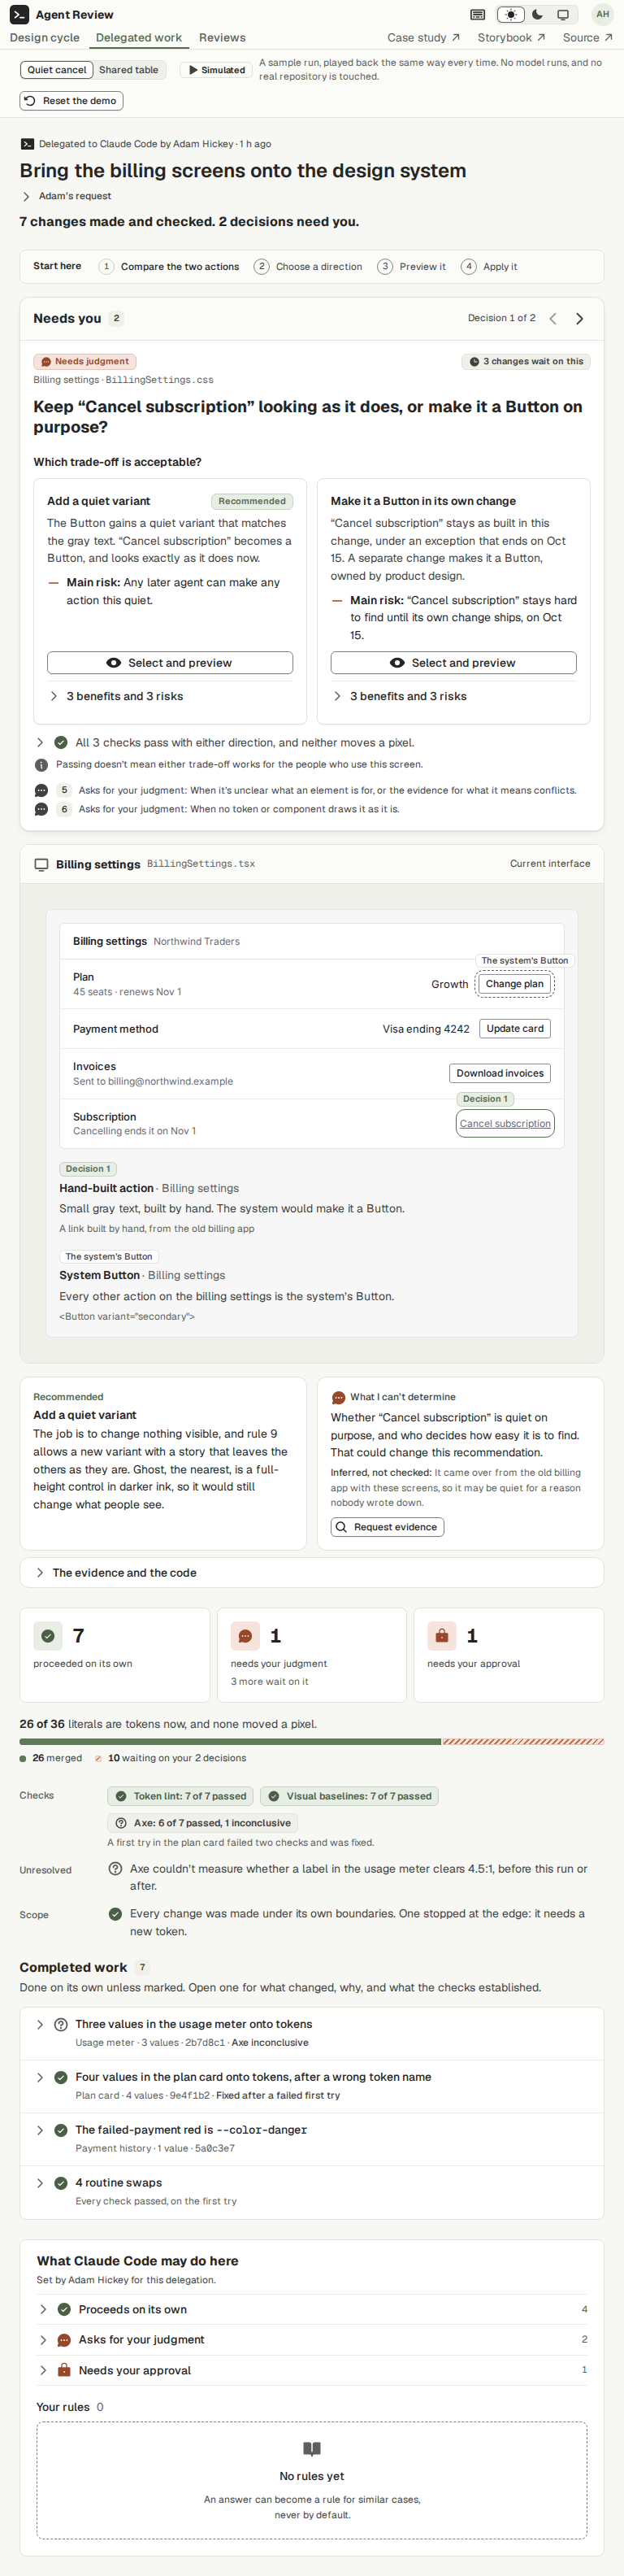 Agent Review
AH
Design cycle
Delegated work
Reviews
Case study ↗
Storybook ↗
Source ↗
Quiet cancel
Shared table
Simulated
A sample run, played back the same way every time. No model runs, and no
real repository is touched.
Reset the demo
Delegated to Claude Code by Adam Hickey · 1 h ago
Bring the billing screens onto the design system
Adam's request
7 changes made and checked. 2 decisions need you.
Start here
1 Compare the two actions
2 Choose a direction
3 Preview it
4 Apply it
Needs you 2
Decision 1 of 2
Needs judgment
3 changes wait on this
Billing settings · BillingSettings.css
Keep “Cancel subscription” looking as it does, or make it a Button on
purpose?
Which trade-off is acceptable?
Add a quiet variant
Recommended
The Button gains a quiet variant that matches
the gray text. “Cancel subscription” becomes a
Button, and looks exactly as it does now.
— Main risk: Any later agent can make any
action this quiet.
Select and preview
3 benefits and 3 risks
Make it a Button in its own change
“Cancel subscription” stays as built in this
change, under an exception that ends on Oct
15. A separate change makes it a Button,
owned by product design.
— Main risk: “Cancel subscription” stays hard
to find until its own change ships, on Oct
15.
Select and preview
3 benefits and 3 risks
All 3 checks pass with either direction, and neither moves a pixel.
Passing doesn't mean either trade-off works for the people who use this screen.
5 Asks for your judgment: When it's unclear what an element is for, or the evidence for what it means conflicts.
6 Asks for your judgment: When no token or component draws it as it is.
Billing settings BillingSettings.tsx
Current interface
Billing settings Northwind Traders
The system's Button
Plan
45 seats · renews Nov 1
Growth
Change plan
Payment method
Visa ending 4242
Update card
Invoices
Sent to billing@northwind.example
Download invoices
Decision 1
Subscription
Cancelling ends it on Nov 1
Cancel subscription
Decision 1
Hand-built action · Billing settings
Small gray text, built by hand. The system would make it a Button.
A link built by hand, from the old billing app
The system's Button
System Button · Billing settings
Every other action on the billing settings is the system's Button.
<Button variant="secondary">
Recommended
Add a quiet variant
The job is to change nothing visible, and rule 9
allows a new variant with a story that leaves the
others as they are. Ghost, the nearest, is a full-
height control in darker ink, so it would still
change what people see.
What I can't determine
Whether “Cancel subscription” is quiet on
purpose, and who decides how easy it is to find.
That could change this recommendation.
Inferred, not checked: It came over from the old billing
app with these screens, so it may be quiet for a reason
nobody wrote down.
Request evidence
The evidence and the code
7
proceeded on its own
1
needs your judgment
3 more wait on it
1
needs your approval
26 of 36 literals are tokens now, and none moved a pixel.
26 merged
10 waiting on your 2 decisions
Checks
Token lint: 7 of 7 passed
Visual baselines: 7 of 7 passed
Axe: 6 of 7 passed, 1 inconclusive
A first try in the plan card failed two checks and was fixed.
Unresolved
Axe couldn't measure whether a label in the usage meter clears 4.5:1, before this run or
after.
Scope
Every change was made under its own boundaries. One stopped at the edge: it needs a
new token.
Completed work 7
Done on its own unless marked. Open one for what changed, why, and what the checks established.
Three values in the usage meter onto tokens
Usage meter · 3 values · 2b7d8c1 · Axe inconclusive
Four values in the plan card onto tokens, after a wrong token name
Plan card · 4 values · 9e4f1b2 · Fixed after a failed first try
The failed-payment red is --color-danger
Payment history · 1 value · 5a0c3e7
4 routine swaps
Every check passed, on the first try
What Claude Code may do here
Set by Adam Hickey for this delegation.
Proceeds on its own 4
Asks for your judgment 2
Needs your approval 1
Your rules 0
No rules yet
An answer can become a rule for similar cases,
never by default.